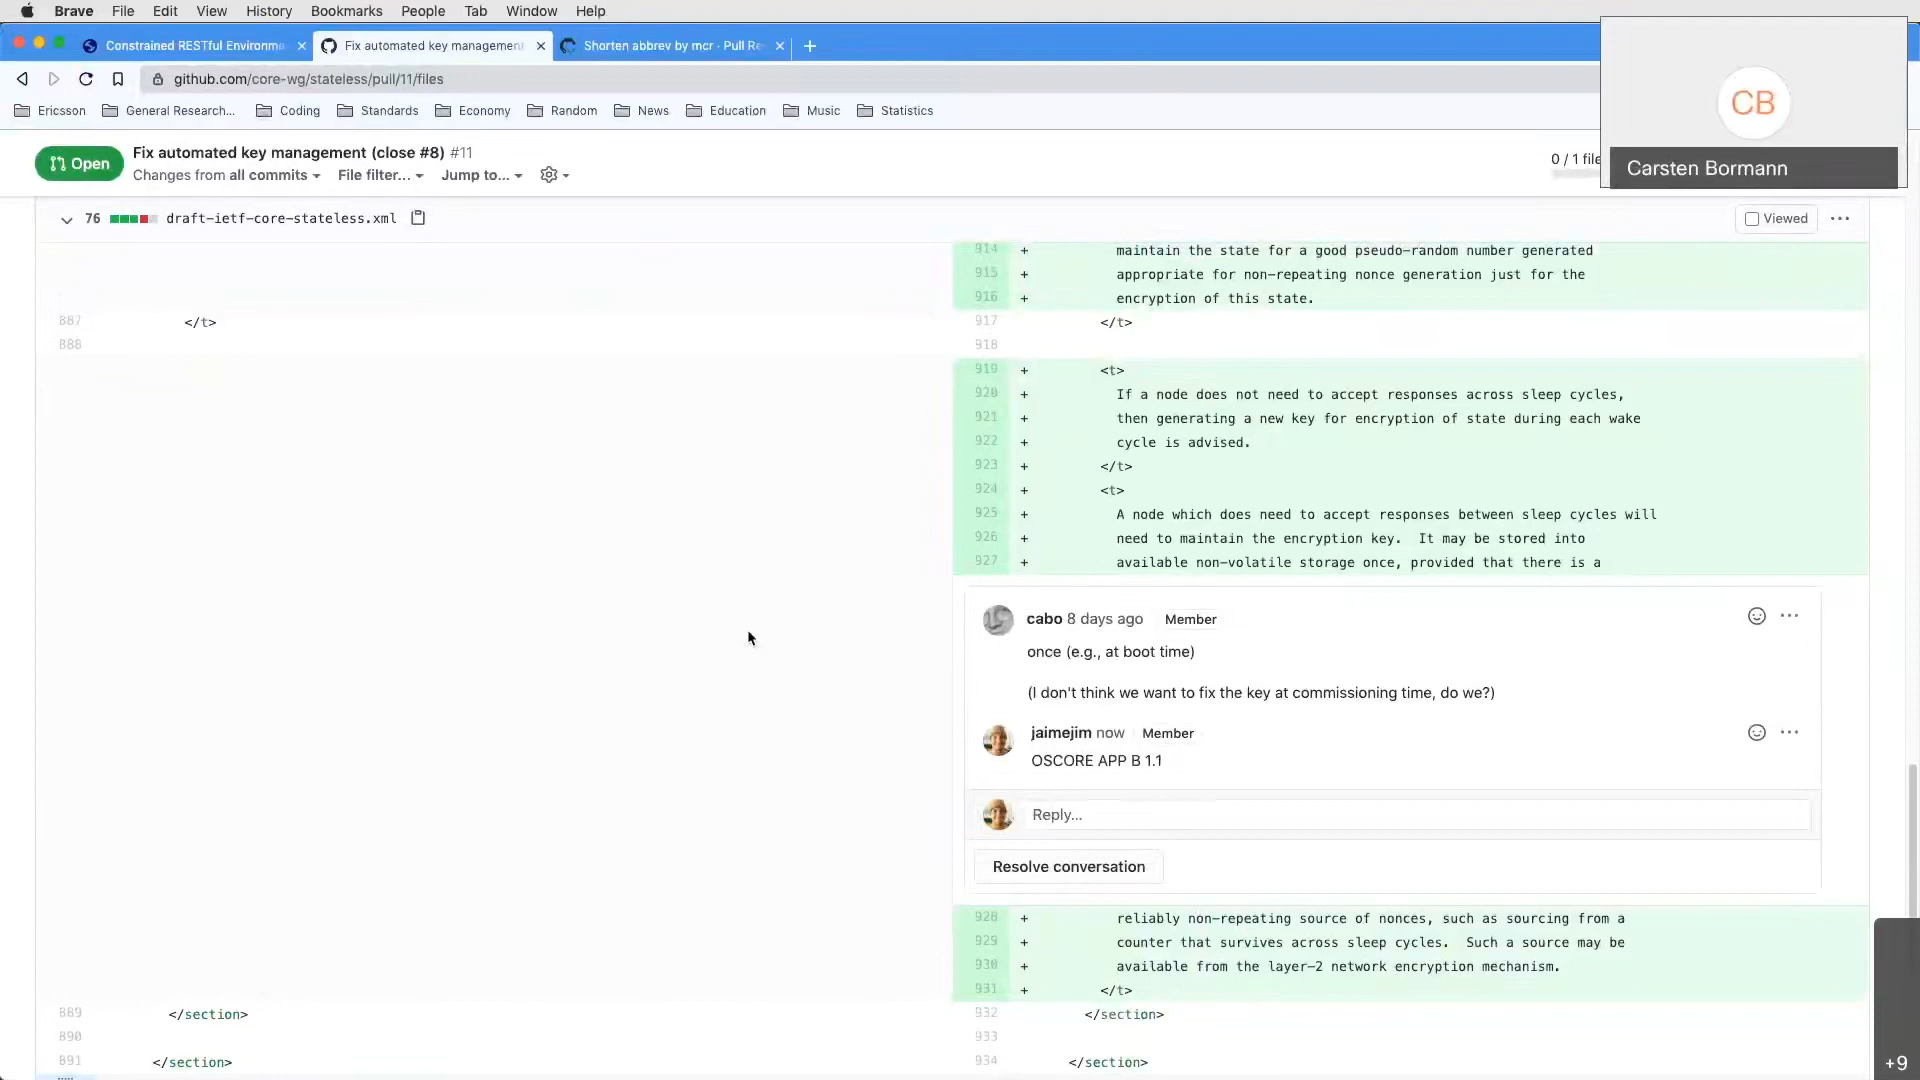 Brave File Edit View History Bookmarks People Tab Window Help
Constrained RESTful Environme
Fix automated key management
Shorten abbrev by mcr · Pull Re
github.com/core-wg/stateless/pull/11/files
Ericsson General Research... Coding Standards Economy Random News Education Music Statistics
Open
Fix automated key management (close #8) #11
Changes from all commits File filter... Jump to...
0 / 1 file
CB
Carsten Bormann
76 draft-ietf-core-stateless.xml
Viewed
914 + maintain the state for a good pseudo-random number generated
915 + appropriate for non-repeating nonce generation just for the
916 + encryption of this state.
887 </t> 917 </t>
888 918
919 + <t>
920 + If a node does not need to accept responses across sleep cycles,
921 + then generating a new key for encryption of state during each wake
922 + cycle is advised.
923 + </t>
924 + <t>
925 + A node which does need to accept responses between sleep cycles will
926 + need to maintain the encryption key.  It may be stored into
927 + available non-volatile storage once, provided that there is a
cabo 8 days ago Member
once (e.g., at boot time)
(I don't think we want to fix the key at commissioning time, do we?)
jaimejim now Member
OSCORE APP B 1.1
Reply...
Resolve conversation
928 + reliably non-repeating source of nonces, such as sourcing from a
929 + counter that survives across sleep cycles.  Such a source may be
930 + available from the layer-2 network encryption mechanism.
931 + </t>
889 </section> 932 </section>
890 933
891 </section> 934 </section>
+9